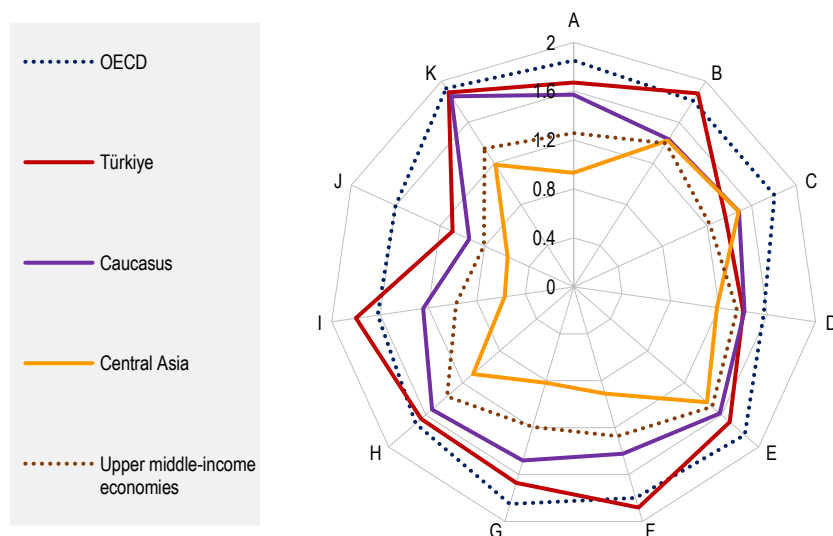 OECD
Türkiye
Caucasus
Central Asia
Upper middle-income
economies
A
B
C
D
E
F
G
H
I
J
K
2
1.6
1.2
0.8
0.4
0